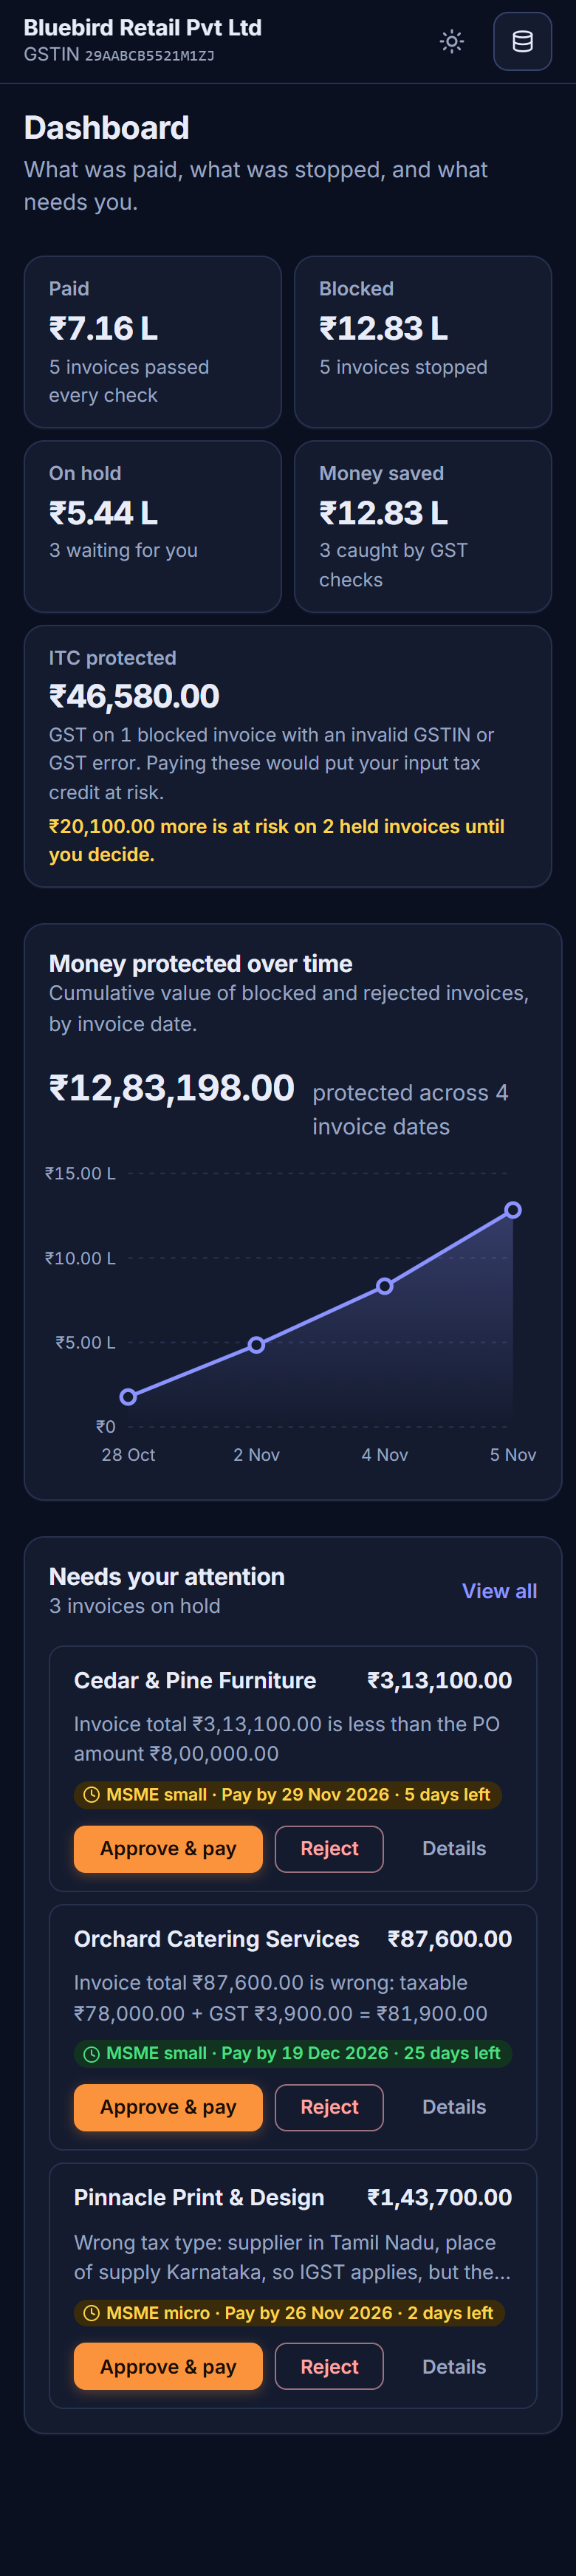 Bluebird Retail Pvt Ltd
GSTIN 29AABCB5521M1ZJ
Dashboard
What was paid, what was stopped, and what
needs you.
Paid
₹7.16 L
5 invoices passed
every check
Blocked
₹12.83 L
5 invoices stopped
On hold
₹5.44 L
3 waiting for you
Money saved
₹12.83 L
3 caught by GST
checks
ITC protected
₹46,580.00
GST on 1 blocked invoice with an invalid GSTIN or
GST error. Paying these would put your input tax
credit at risk.
₹20,100.00 more is at risk on 2 held invoices until
you decide.
Money protected over time
Cumulative value of blocked and rejected invoices,
by invoice date.
₹12,83,198.00 protected across 4
invoice dates
₹15.00 L
₹10.00 L
₹5.00 L
₹0
28 Oct 2 Nov 4 Nov 5 Nov
Needs your attention
3 invoices on hold
View all
Cedar & Pine Furniture ₹3,13,100.00
Invoice total ₹3,13,100.00 is less than the PO
amount ₹8,00,000.00
MSME small · Pay by 29 Nov 2026 · 5 days left
Approve & pay Reject Details
Orchard Catering Services ₹87,600.00
Invoice total ₹87,600.00 is wrong: taxable
₹78,000.00 + GST ₹3,900.00 = ₹81,900.00
MSME small · Pay by 19 Dec 2026 · 25 days left
Approve & pay Reject Details
Pinnacle Print & Design ₹1,43,700.00
Wrong tax type: supplier in Tamil Nadu, place
of supply Karnataka, so IGST applies, but the...
MSME micro · Pay by 26 Nov 2026 · 2 days left
Approve & pay Reject Details